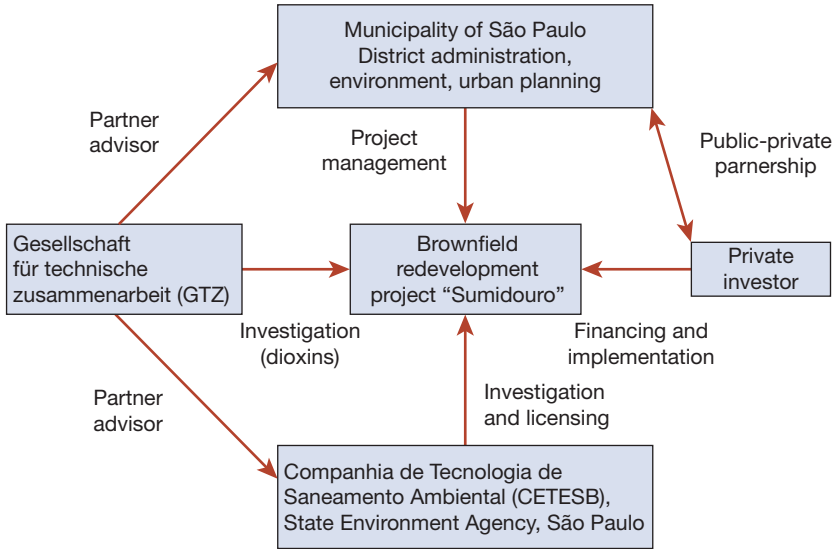 Municipality of São Paulo
District administration,
environment, urban planning
Partner
advisor
Project
management
Public-private
parnership
Gesellschaft
für technische
zusammenarbeit (GTZ)
Brownfield
redevelopment
project “Sumidouro”
Private
investor
Investigation
(dioxins)
Financing and
implementation
Partner
advisor
Investigation
and licensing
Companhia de Tecnologia de
Saneamento Ambiental (CETESB),
State Environment Agency, São Paulo